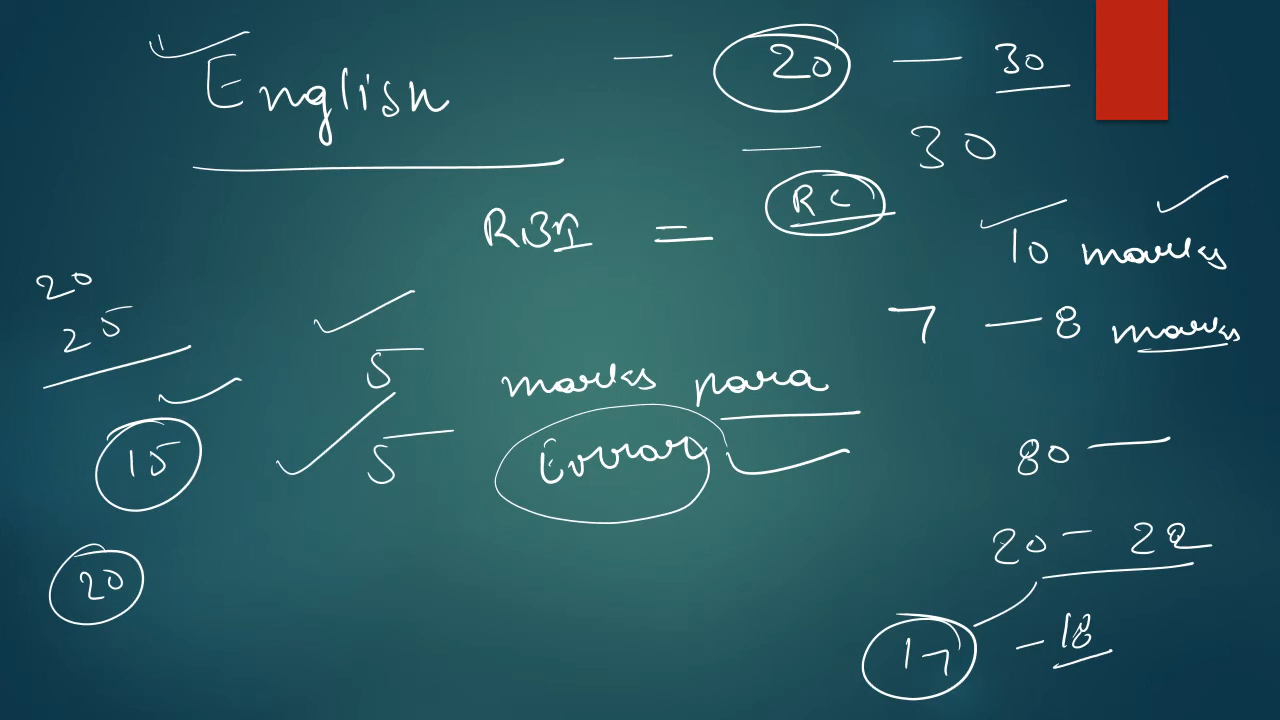 English — 20 — 30
— 30
RBI = RC
10 marks
7 — 8 marks
20
25
5 marks para
15 5 Error
80 —
20 — 22
20
17 — 18